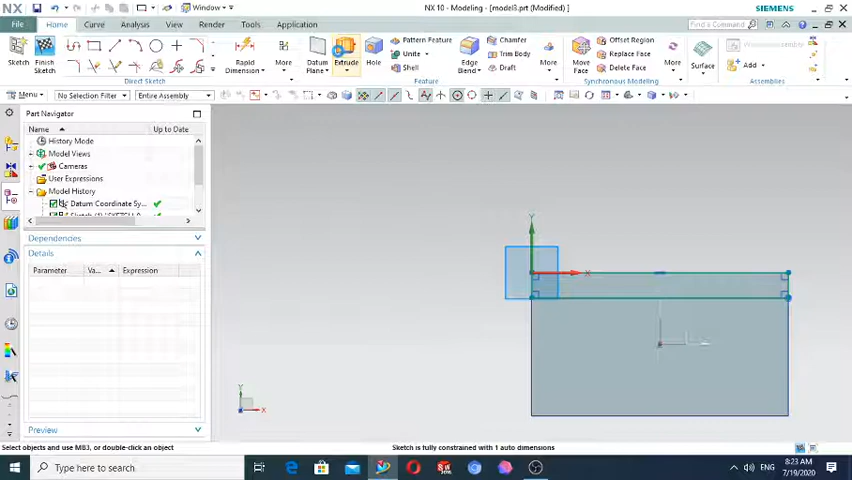 NX Window NX 10 - Modeling - [model8.prt (Modified) ] SIEMENS
File Home Curve Analysis View Render Tools Application Find a Command
Sketch Finish Sketch Rapid Dimension More Datum Plane Extrude Hole Pattern Feature Unite Shell Edge Blend Chamfer Trim Body Draft More Move Face Offset Region Replace Face Delete Face More Surface Add
Direct Sketch Feature Synchronous Modeling Assemblies
Menu No Selection Filter Entire Assembly
Part Navigator
Name Up to Date
History Mode
Model Views
Cameras
User Expressions
Model History
Datum Coordinate Sy...
Dependencies
Details
Parameter Va... Expression
Preview
Y
X
Y
X
Select objects and use MB3, or double-click an object Sketch is fully constrained with 1 auto dimensions
Type here to search ENG 8:23 AM
7/19/2020